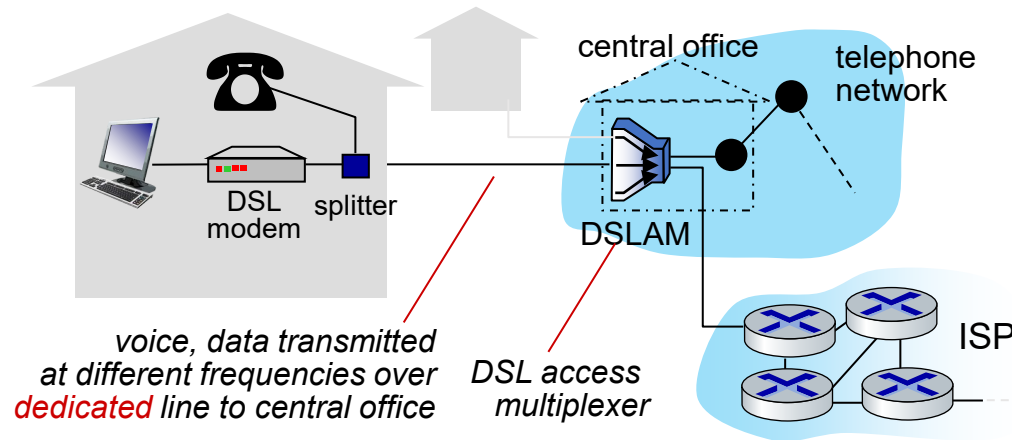 central office
telephone
network
DSL
modem
splitter
DSLAM
voice, data transmitted
at different frequencies over
dedicated line to central office
DSL access
multiplexer
ISP